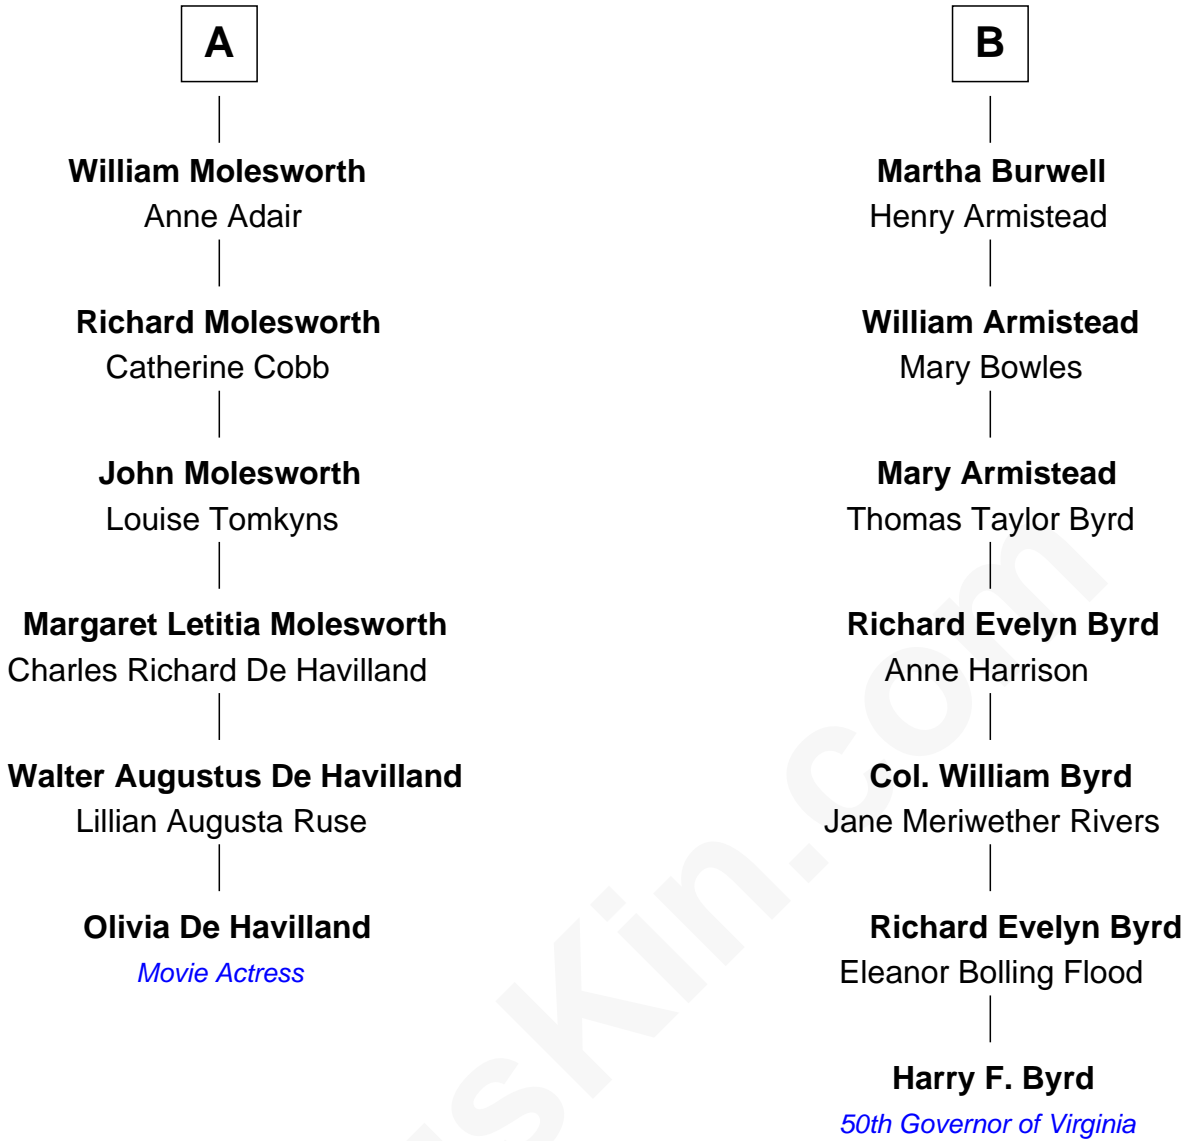 A
William Molesworth
Anne Adair
Richard Molesworth
Catherine Cobb
John Molesworth
Louise Tomkyns
Margaret Letitia Molesworth
Charles Richard De Havilland
Walter Augustus De Havilland
Lillian Augusta Ruse
Olivia De Havilland
Movie Actress
B
Martha Burwell
Henry Armistead
William Armistead
Mary Bowles
Mary Armistead
Thomas Taylor Byrd
Richard Evelyn Byrd
Anne Harrison
Col. William Byrd
Jane Meriwether Rivers
Richard Evelyn Byrd
Eleanor Bolling Flood
Harry F. Byrd
50th Governor of Virginia
usKin.com